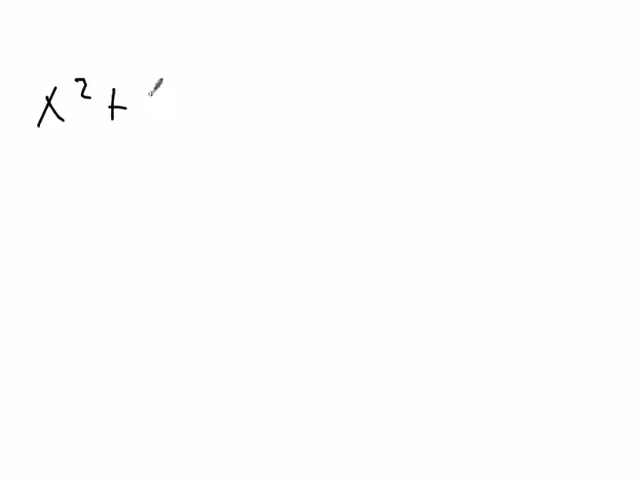 x² +